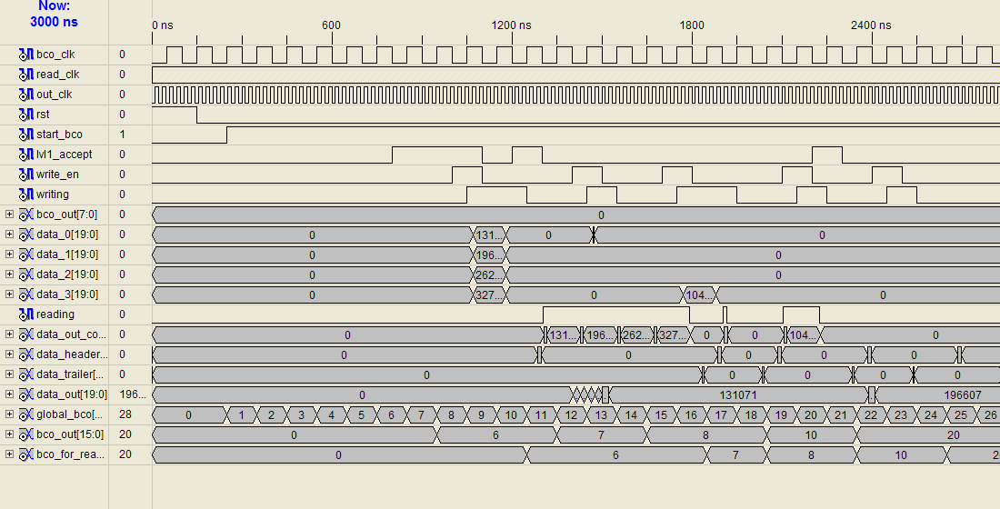 Now:
3000 ns
0 ns 600 1200 ns 1800 2400 ns
bco_clk 0
read_clk 0
out_clk 0
rst 0
start_bco 1
lvl1_accept 0
write_en 0
writing 0
bco_out[7:0] 0 0
data_0[19:0] 0 0 131... 0 0
data_1[19:0] 0 0 196... 0
data_2[19:0] 0 0 262... 0
data_3[19:0] 0 0 327... 0 104... 0
reading 0
data_out_co... 0 0 131... 196... 262... 327... 0 0 104... 0
data_header... 0 0 0 0 0 0
data_trailer[... 0 0 0 0 0 0
data_out[19:0] 196... 0 131071 196607
global_bco[... 28 0 1 2 3 4 5 6 7 8 9 10 11 12 13 14 15 16 17 18 19 20 21 22 23 24 25 26
bco_out[15:0] 20 0 6 7 8 10 20
bco_for_rea... 20 0 6 7 8 10 2